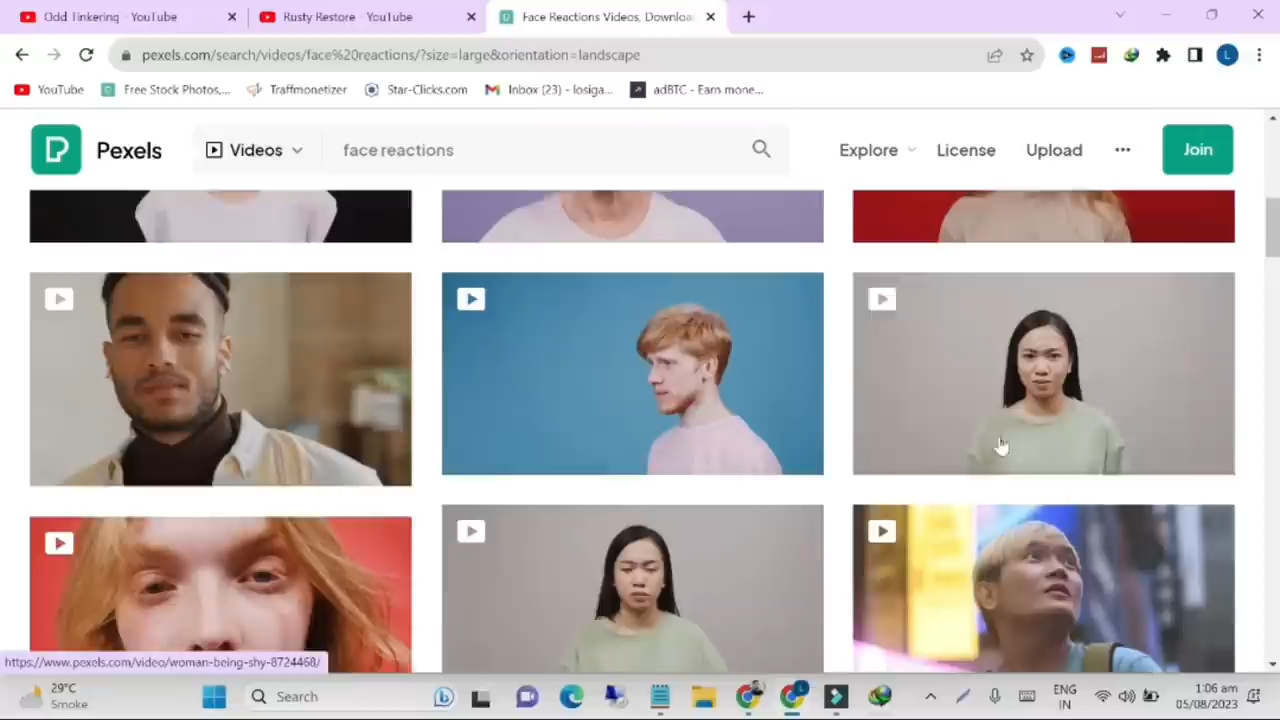 Odd Tinkering - YouTube
Rusty Restore - YouTube
Face Reactions Videos, Downloa
pexels.com/search/videos/face%20reactions/?size=large&orientation=landscape
L
YouTube
Free Stock Photos,...
Traffmonetizer
Star-Clicks.com
Inbox (23) - losiga...
adBTC - Earn mone...
Pexels
Videos
face reactions
Explore
License
Upload
Join
https://www.pexels.com/video/woman-being-shy-8724468/
29°C
Smoke
Search
ENG
IN
1:06 am
05/08/2023